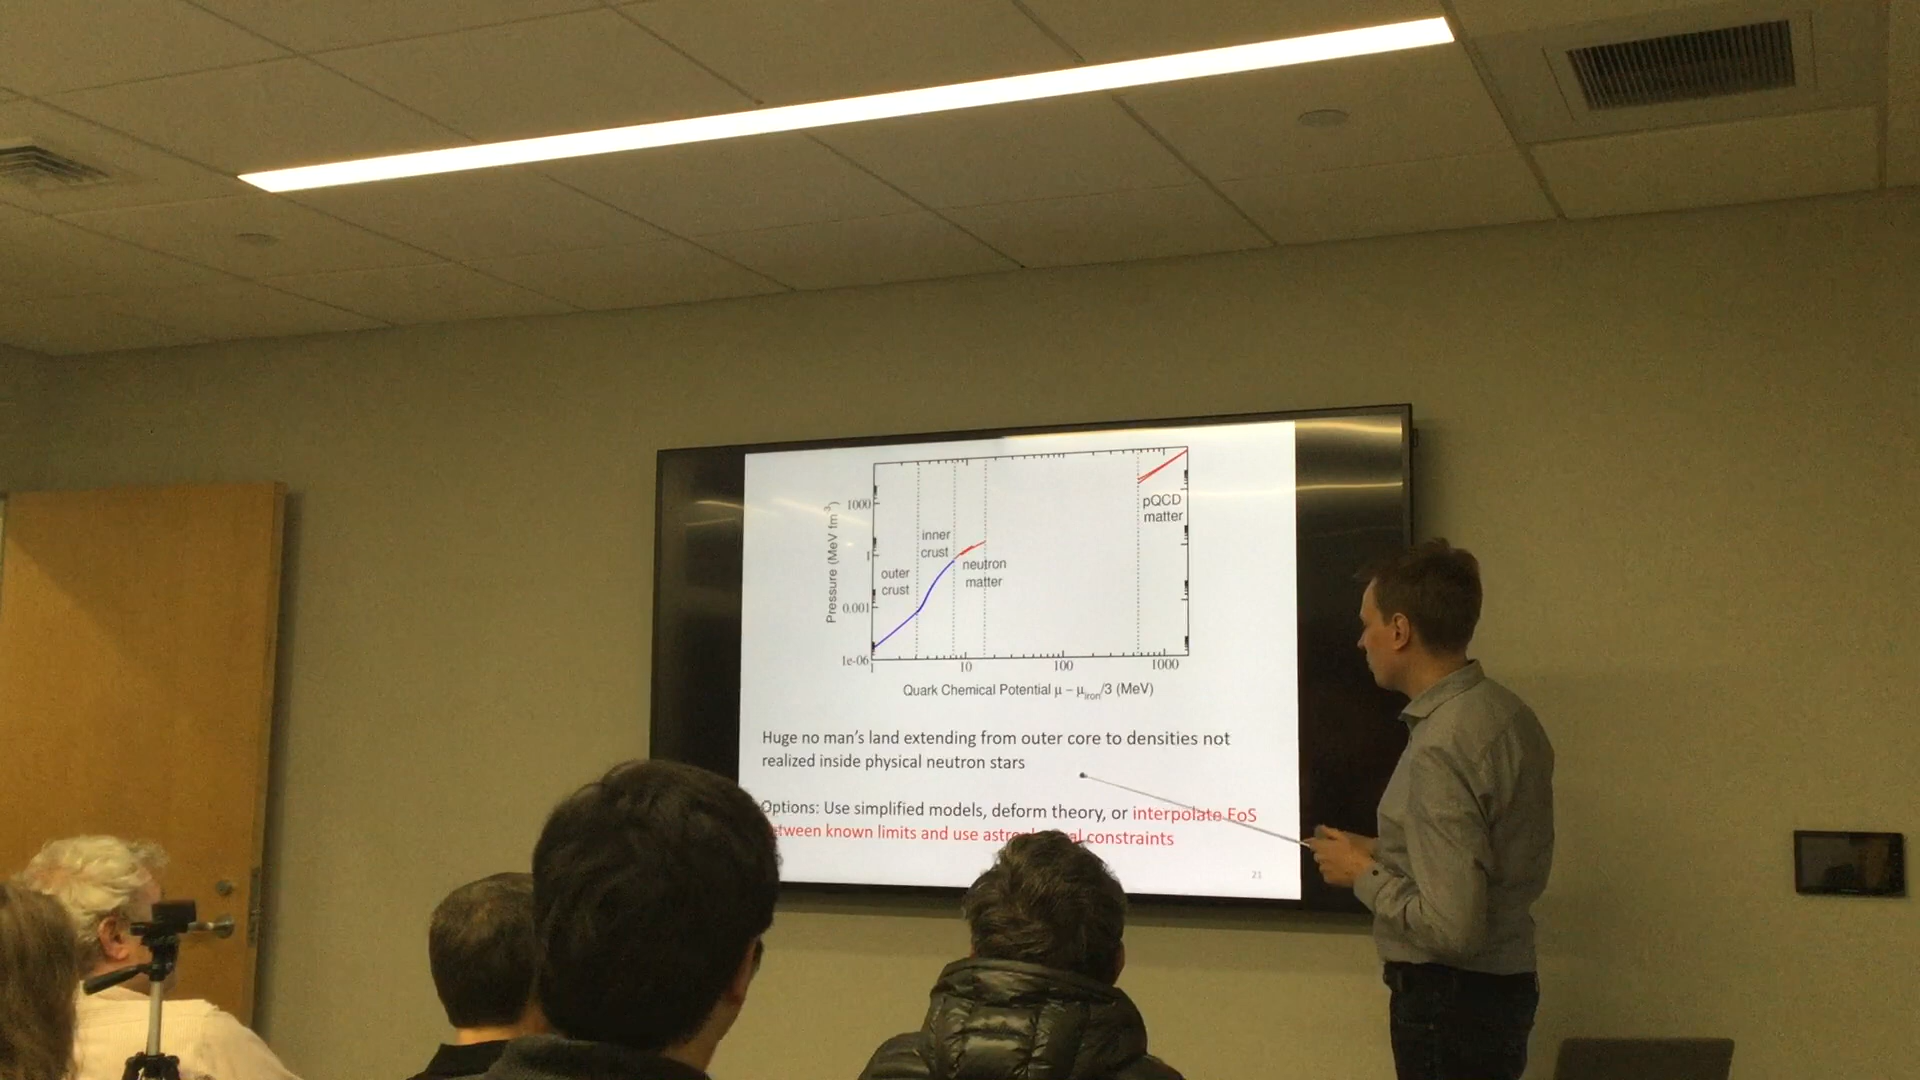 1000
1
0.001
1e-06
Pressure (MeV fm-3)
outer
crust
inner
crust
neutron
matter
pQCD
matter
1 10 100 1000
Quark Chemical Potential μ – μiron/3 (MeV)
Huge no man's land extending from outer core to densities not
realized inside physical neutron stars
Options: Use simplified models, deform theory, or interpolate EoS
known limits and use constraints
21